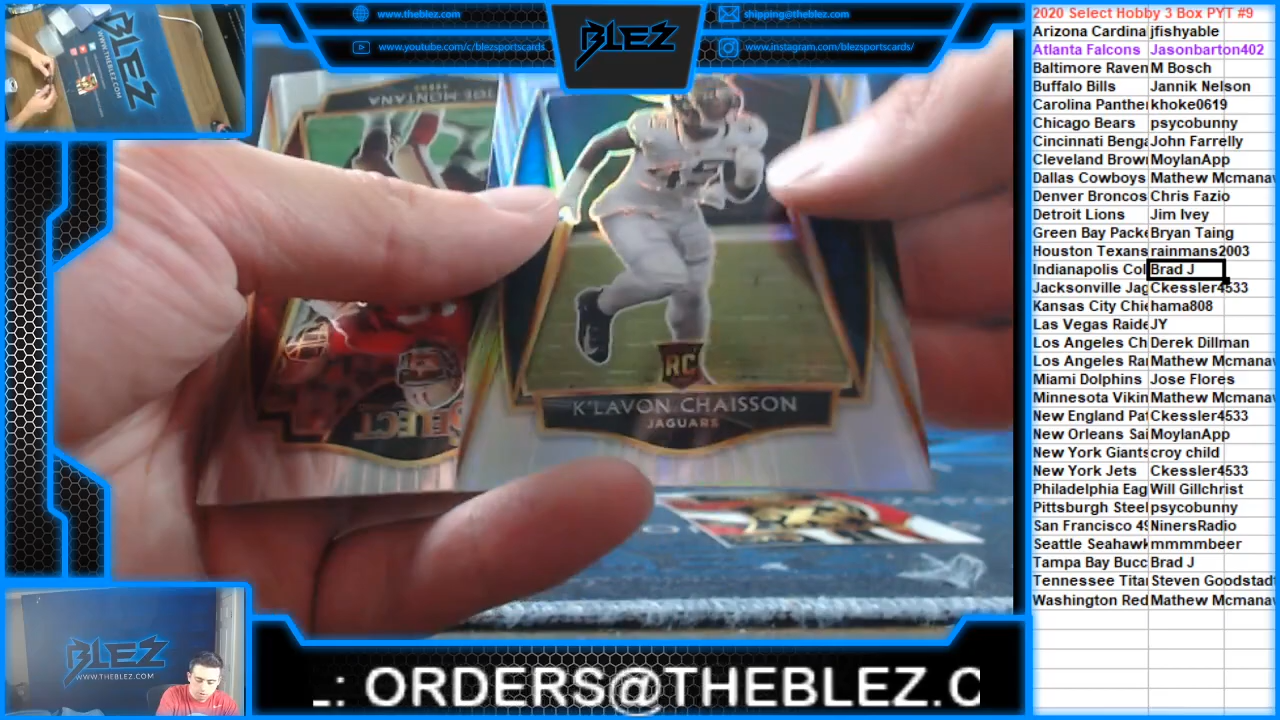 www.theblez.com
www.youtube.com/c/blezsportscards
BLEZ
shipping@theblez.com
www.instagram.com/blezsportscards/
BLEZ
WWW.THEBLEZ.COM
JOE MONTANA
49ERS
RC
K'LAVON CHAISSON
JAGUARS
SELECT
BLEZ
WWW.THEBLEZ.COM
L: ORDERS@THEBLEZ.C
2020 Select Hobby 3 Box PYT #9
Arizona Cardina jfishyable
Atlanta Falcons Jasonbarton402
Baltimore Raven M Bosch
Buffalo Bills Jannik Nelson
Carolina Panthe khoke0619
Chicago Bears psycobunny
Cincinnati Benga John Farrelly
Cleveland Brow MoylanApp
Dallas Cowboys Mathew Mcmana
Denver Broncos Chris Fazio
Detroit Lions Jim Ivey
Green Bay Packe Bryan Taing
Houston Texans rainmans2003
Indianapolis Col Brad J
Jacksonville Jag Ckessler4533
Kansas City Chie hama808
Las Vegas Raide JY
Los Angeles Ch Derek Dillman
Los Angeles Ra Mathew Mcmana
Miami Dolphins Jose Flores
Minnesota Vikin Mathew Mcmana
New England Pat Ckessler4533
New Orleans Sai MoylanApp
New York Giants croy child
New York Jets Ckessler4533
Philadelphia Eag Will Gillchrist
Pittsburgh Steel psycobunny
San Francisco 49 NinersRadio
Seattle Seahawk mmmmbeer
Tampa Bay Bucc Brad J
Tennessee Tita Steven Goodstad
Washington Red Mathew Mcmana